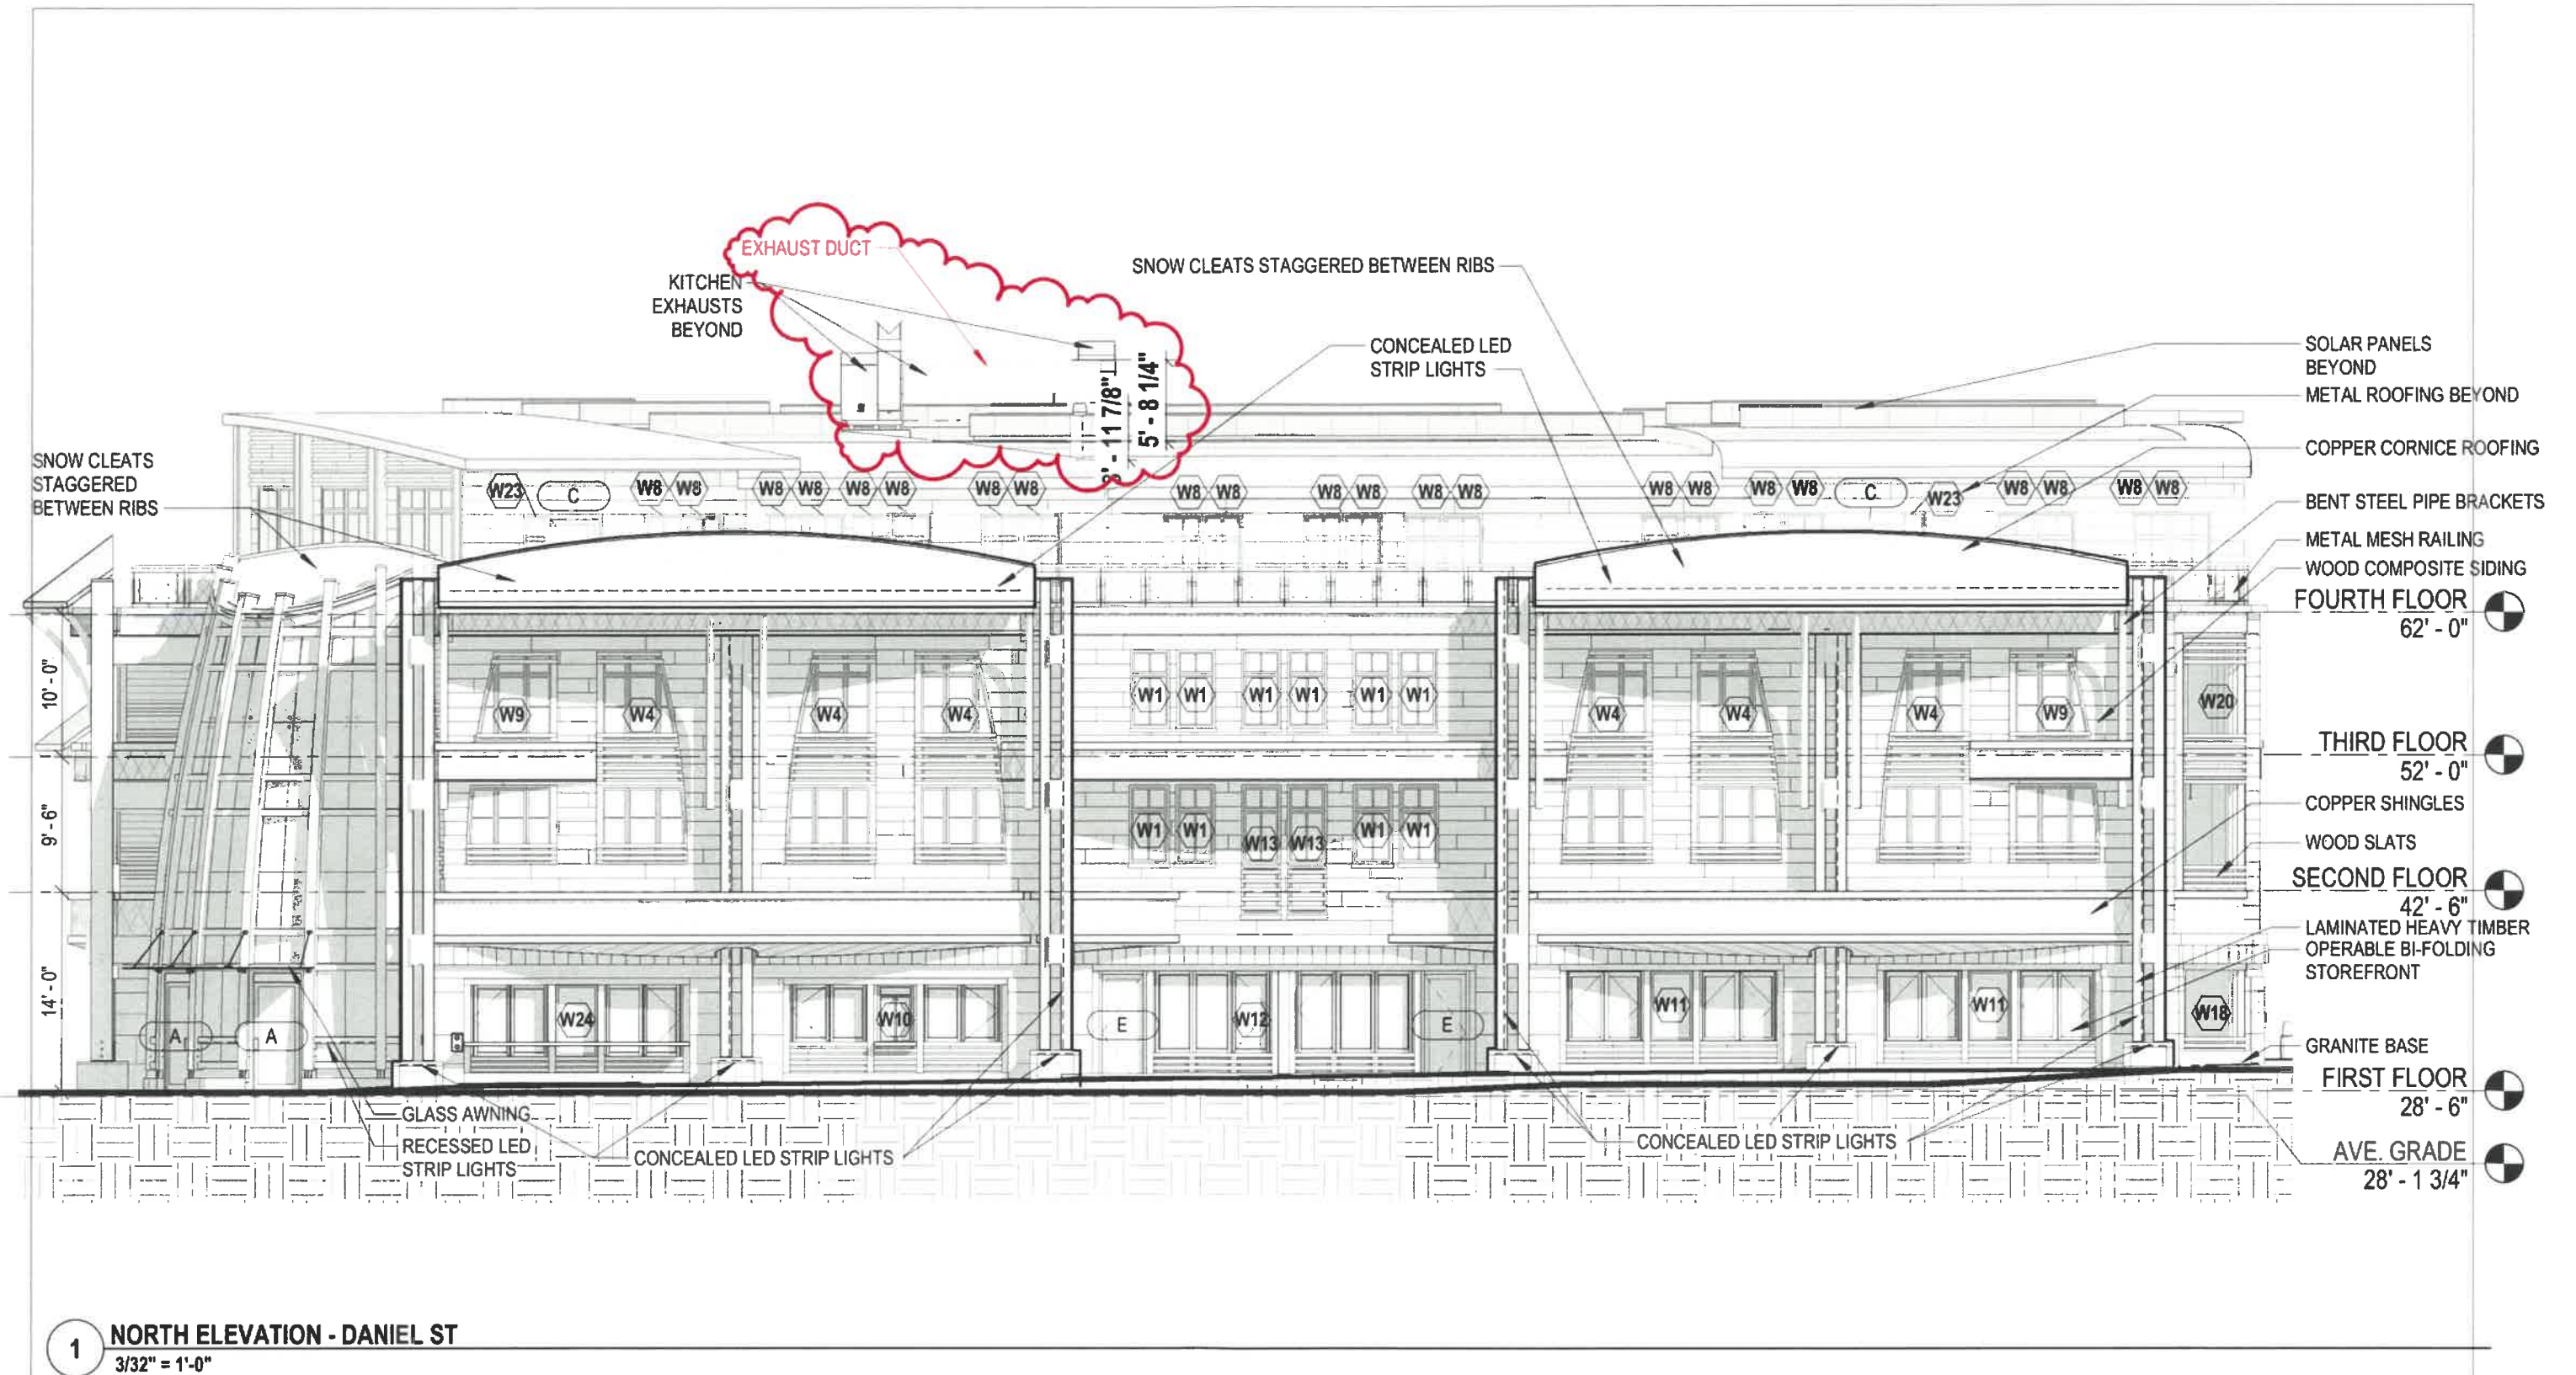 EXHAUST DUCT
KITCHEN
EXHAUSTS
BEYOND
SNOW CLEATS STAGGERED BETWEEN RIBS
CONCEALED LED
STRIP LIGHTS
5' - 8 1/4"
SOLAR PANELS
BEYOND
METAL ROOFING BEYOND
COPPER CORNICE ROOFING
BENT STEEL PIPE BRACKETS
METAL MESH RAILING
WOOD COMPOSITE SIDING
FOURTH FLOOR
62' - 0"
THIRD FLOOR
52' - 0"
COPPER SHINGLES
WOOD SLATS
SECOND FLOOR
42' - 6"
LAMINATED HEAVY TIMBER
OPERABLE BI-FOLDING
STOREFRONT
GRANITE BASE
FIRST FLOOR
28' - 6"
AVE. GRADE
28' - 1 3/4"
SNOW CLEATS
STAGGERED
BETWEEN RIBS
W23 C W8 W8 W8 W8 W8 W8 W8 W8 W8 W8 W8 W8 W8 W8 W8 W8 W8 W8 C W23 W8 W8 W8 W8
10' - 0"
W9 W4 W4 W4 W1 W1 W1 W1 W1 W1 W4 W4 W4 W9 W20
9' - 6"
W1 W1 W13 W13 W1 W1
14' - 0"
A A W24 W10 E W12 E W11 W11 W18
GLASS AWNING
RECESSED LED
STRIP LIGHTS
CONCEALED LED STRIP LIGHTS
CONCEALED LED STRIP LIGHTS
1 NORTH ELEVATION - DANIEL ST
3/32" = 1'-0"